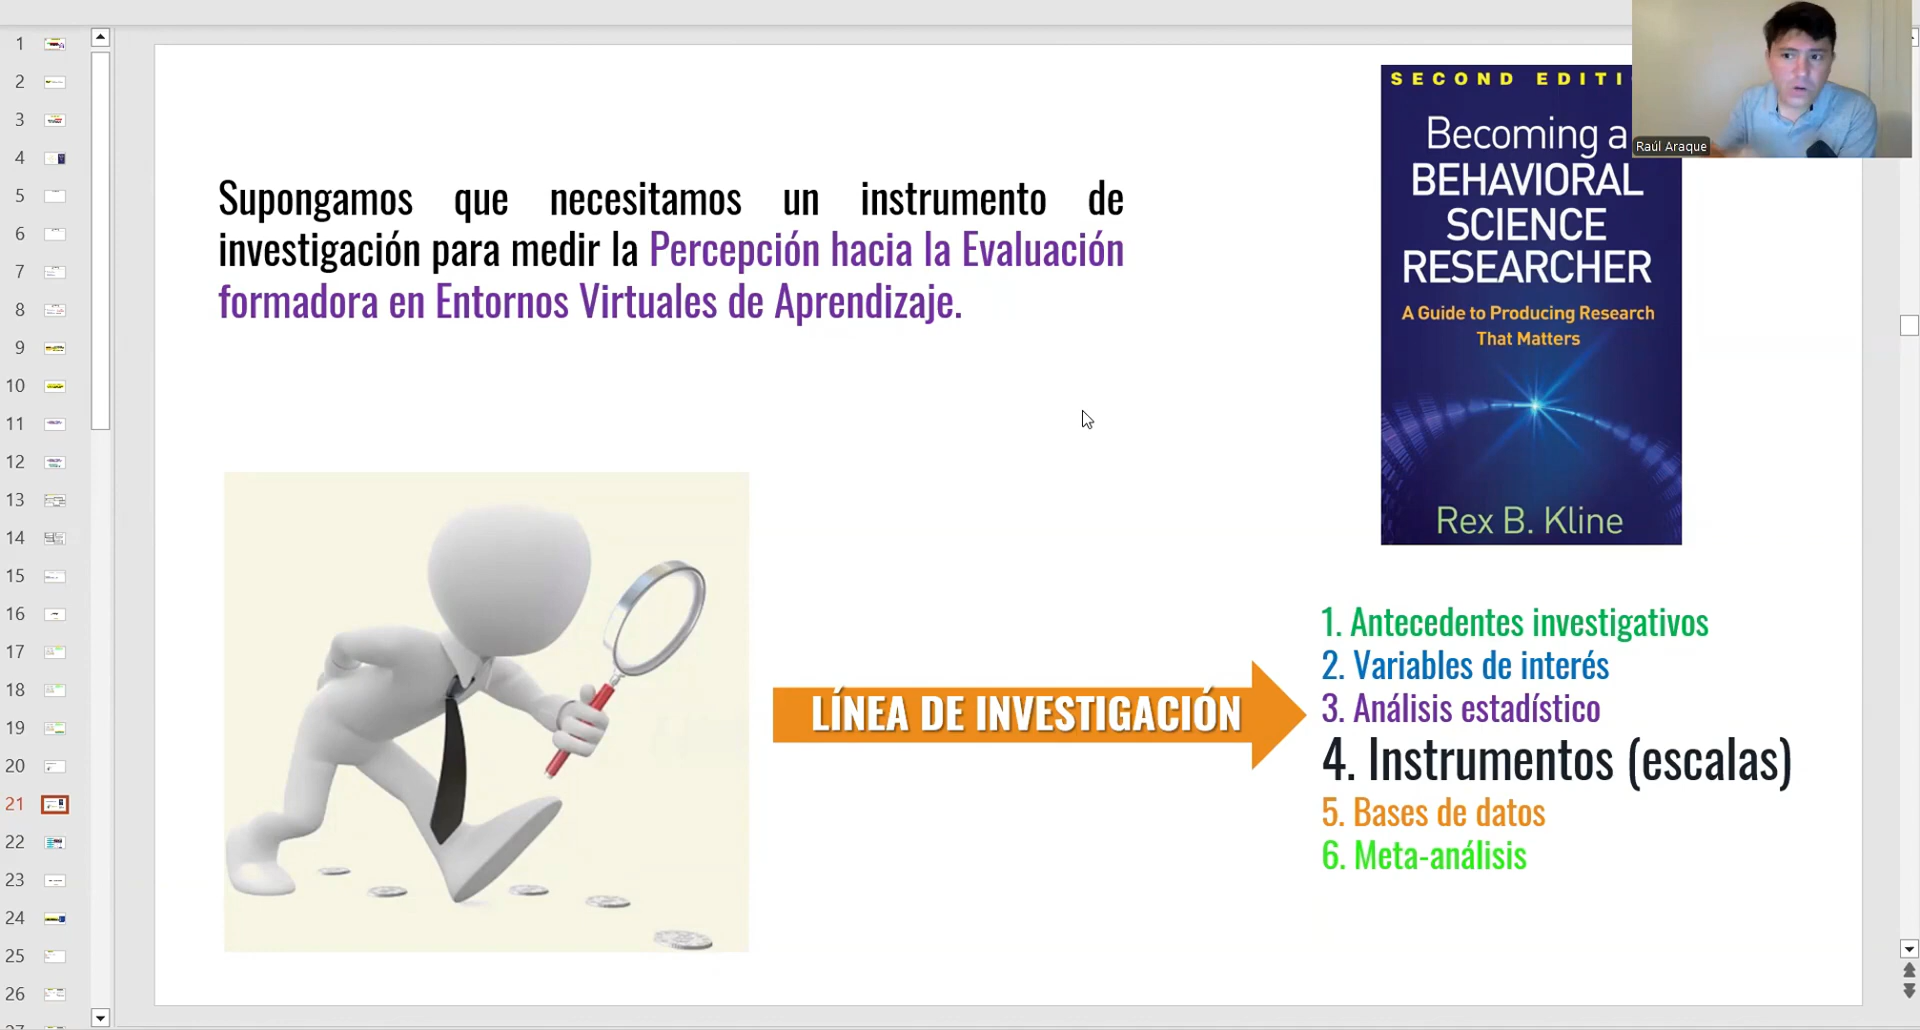 1
2
3
4
5
6
7
8
9
10
11
12
13
14
15
16
17
18
19
20
21
22
23
24
25
26
Supongamos que necesitamos un instrumento de
investigación para medir la Percepción hacia la Evaluación
formadora en Entornos Virtuales de Aprendizaje.
SECOND EDITI
Becoming a
BEHAVIORAL
SCIENCE
RESEARCHER
A Guide to Producing Research
That Matters
Rex B. Kline
Raúl Araque
LÍNEA DE INVESTIGACIÓN
1. Antecedentes investigativos
2. Variables de interés
3. Análisis estadístico
4. Instrumentos (escalas)
5. Bases de datos
6. Meta-análisis